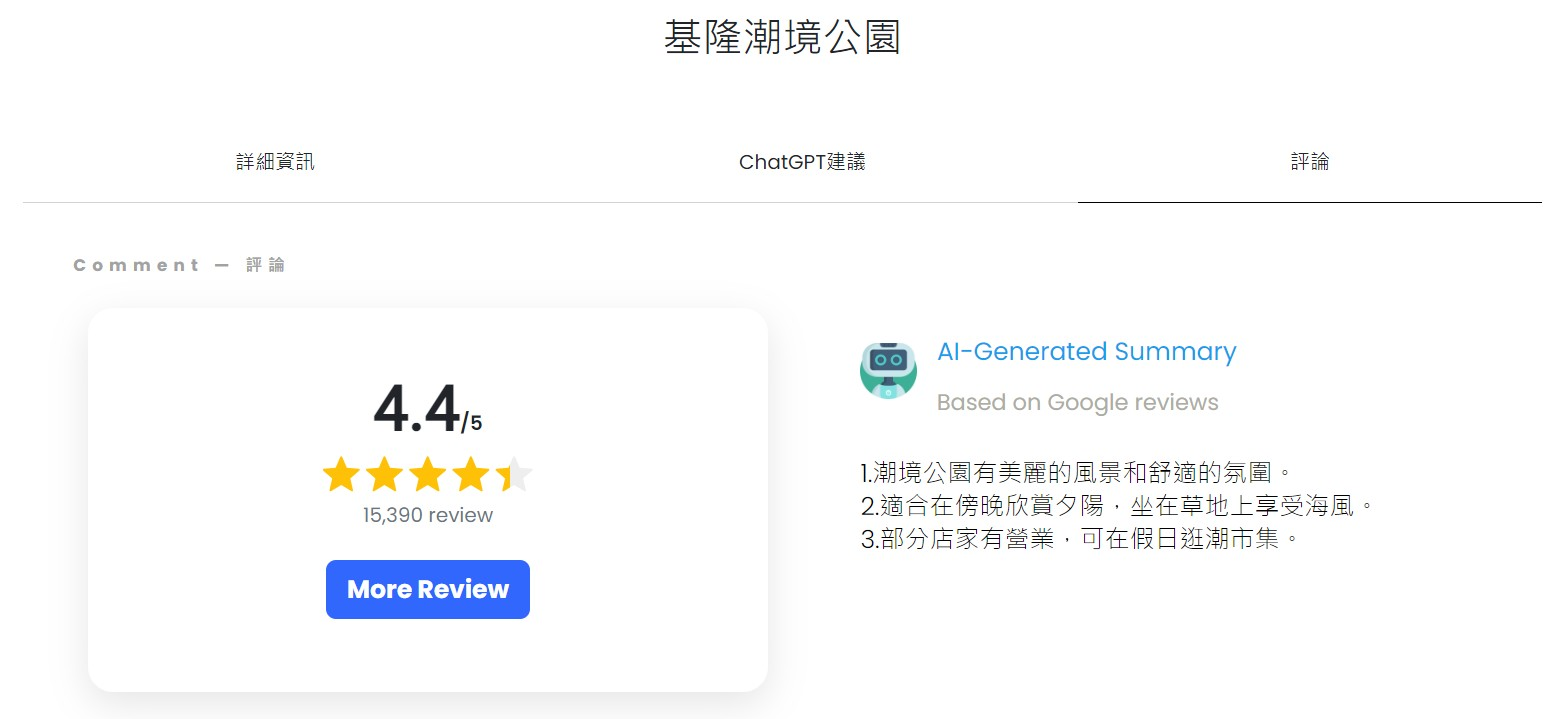 基隆潮境公園
詳細資訊
ChatGPT建議
評論
Comment — 評論
4.4/5
15,390 review
More Review
AI-Generated Summary
Based on Google reviews
1.潮境公園有美麗的風景和舒適的氛圍。
2.適合在傍晚欣賞夕陽，坐在草地上享受海風。
3.部分店家有營業，可在假日逛潮市集。